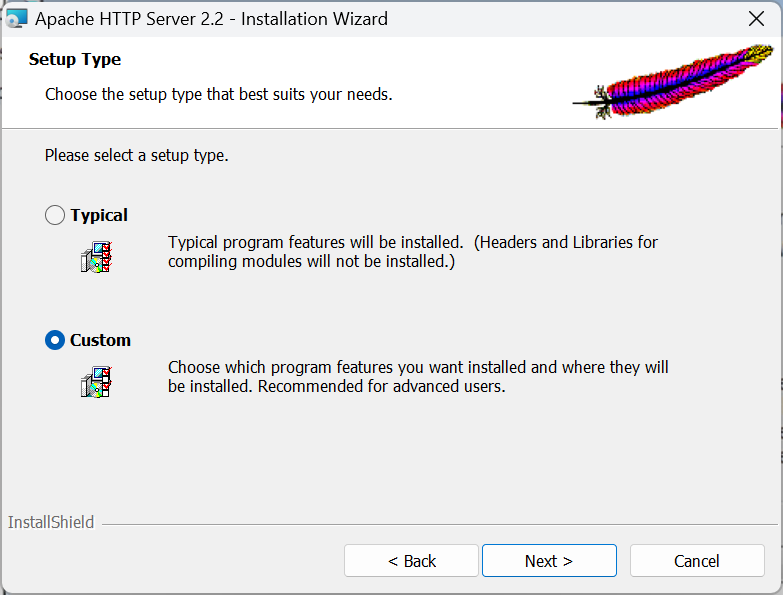 Apache HTTP Server 2.2 - Installation Wizard
Setup Type
Choose the setup type that best suits your needs.
Please select a setup type.
Typical
Typical program features will be installed.  (Headers and Libraries for
compiling modules will not be installed.)
Custom
Choose which program features you want installed and where they will
be installed. Recommended for advanced users.
InstallShield
< Back
Next >
Cancel